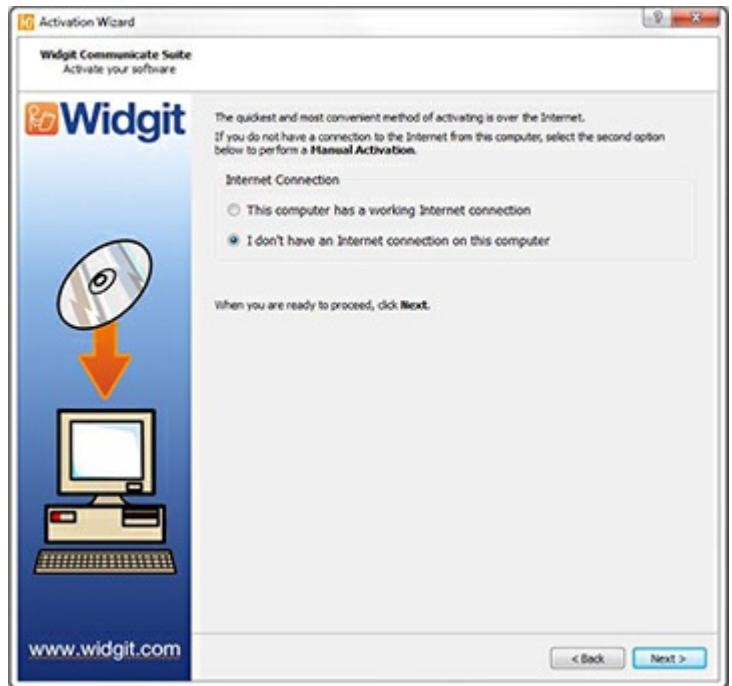 Activation Wizard
Widgit Communicate Suite
Activate your software
Widgit
The quickest and most convenient method of activating is over the Internet.
If you do not have a connection to the Internet from this computer, select the second option
below to perform a Manual Activation.
Internet Connection
This computer has a working Internet connection
I don't have an Internet connection on this computer
When you are ready to proceed, click Next.
www.widgit.com
< Back
Next >